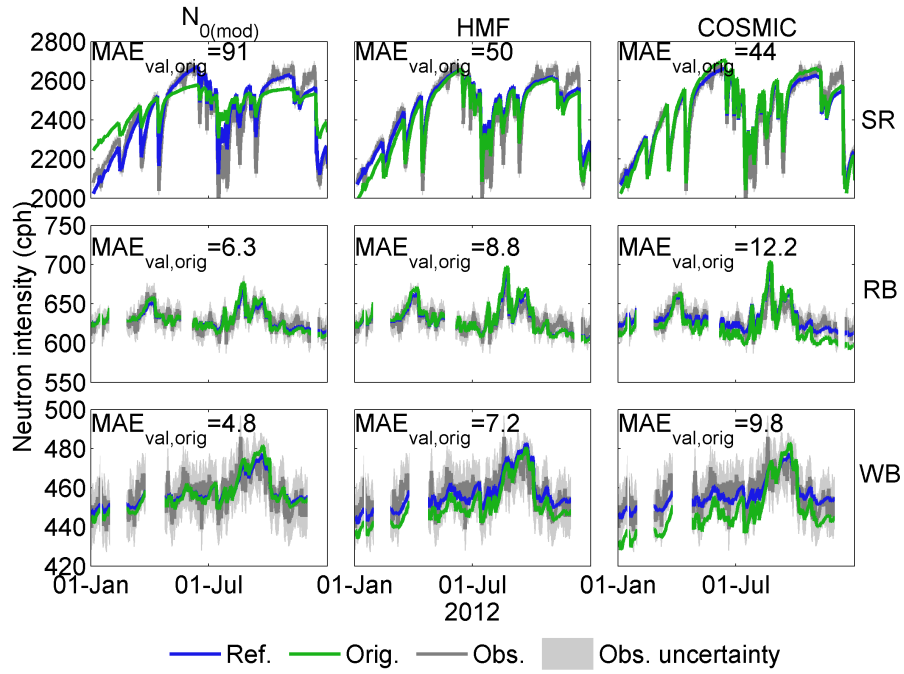 N0(mod) HMF COSMIC
2800 MAEval,orig=91 MAEval,orig=50 MAEval,orig=44
2600
2400 SR
2200
2000
Neutron intensity (cph)
750
MAEval,orig=6.3 MAEval,orig=8.8 MAEval,orig=12.2
700
650 RB
600
550
500 MAEval,orig=4.8 MAEval,orig=7.2 MAEval,orig=9.8
480
460 WB
440
420
01-Jan 01-Jul 01-Jan 01-Jul 01-Jan 01-Jul
2012
Ref. Orig. Obs. Obs. uncertainty